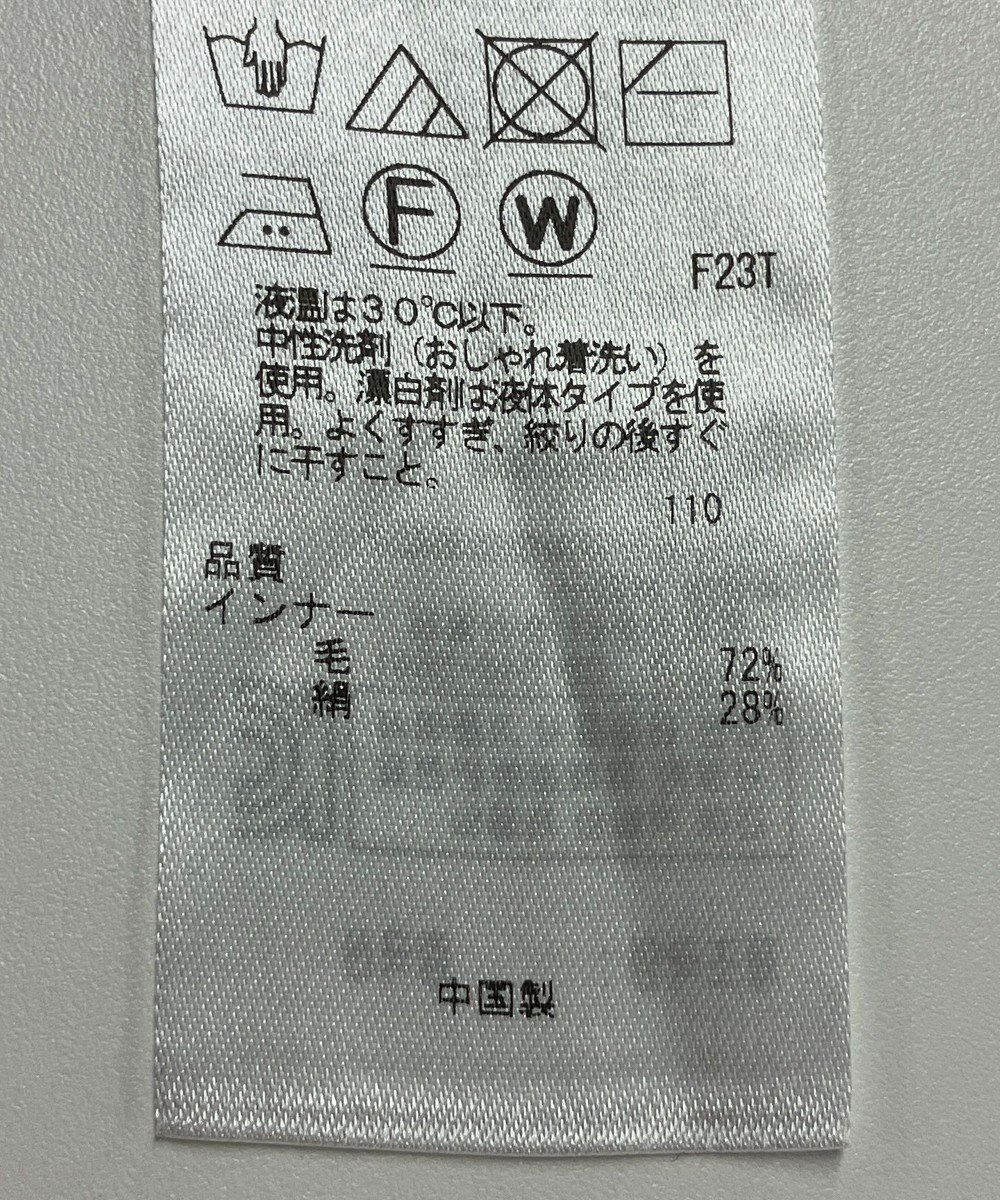 F W
F23T
液温は30℃以下。
中性洗剤(おしゃれ着洗い)を
使用。漂白剤は液体タイプを使
用。よくすすぎ、絞りの後すぐ
に干すこと。
110
品質
インナー
毛 72%
絹 28%
中国製